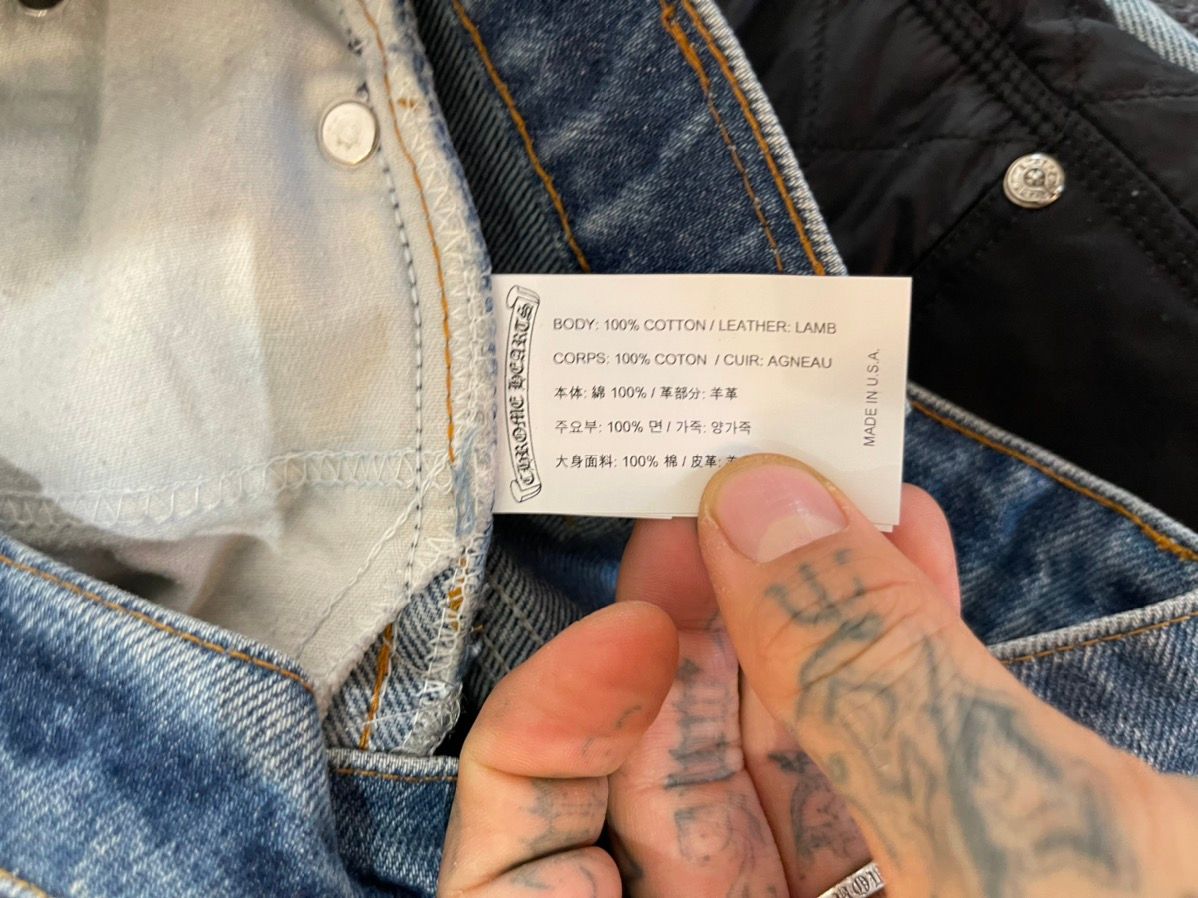 CHROME HEARTS
BODY: 100% COTTON / LEATHER: LAMB
CORPS: 100% COTON / CUIR: AGNEAU
本体: 綿 100% / 革部分: 羊革
주요부: 100% 면 / 가죽: 양가죽
大身面料: 100% 棉 / 皮革:
MADE IN U.S.A.